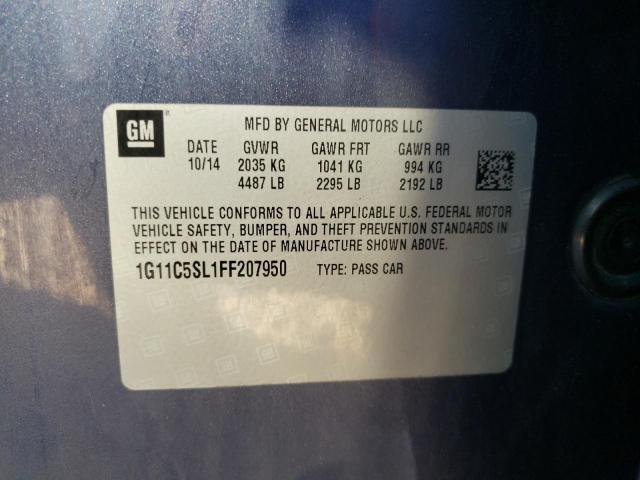 GM ®
MFD BY GENERAL MOTORS LLC
DATE GVWR GAWR FRT GAWR RR
10/14 2035 KG 1041 KG 994 KG
4487 LB 2295 LB 2192 LB
THIS VEHICLE CONFORMS TO ALL APPLICABLE U.S. FEDERAL MOTOR
VEHICLE SAFETY, BUMPER, AND THEFT PREVENTION STANDARDS IN
EFFECT ON THE DATE OF MANUFACTURE SHOWN ABOVE.
1G11C5SL1FF207950 TYPE: PASS CAR